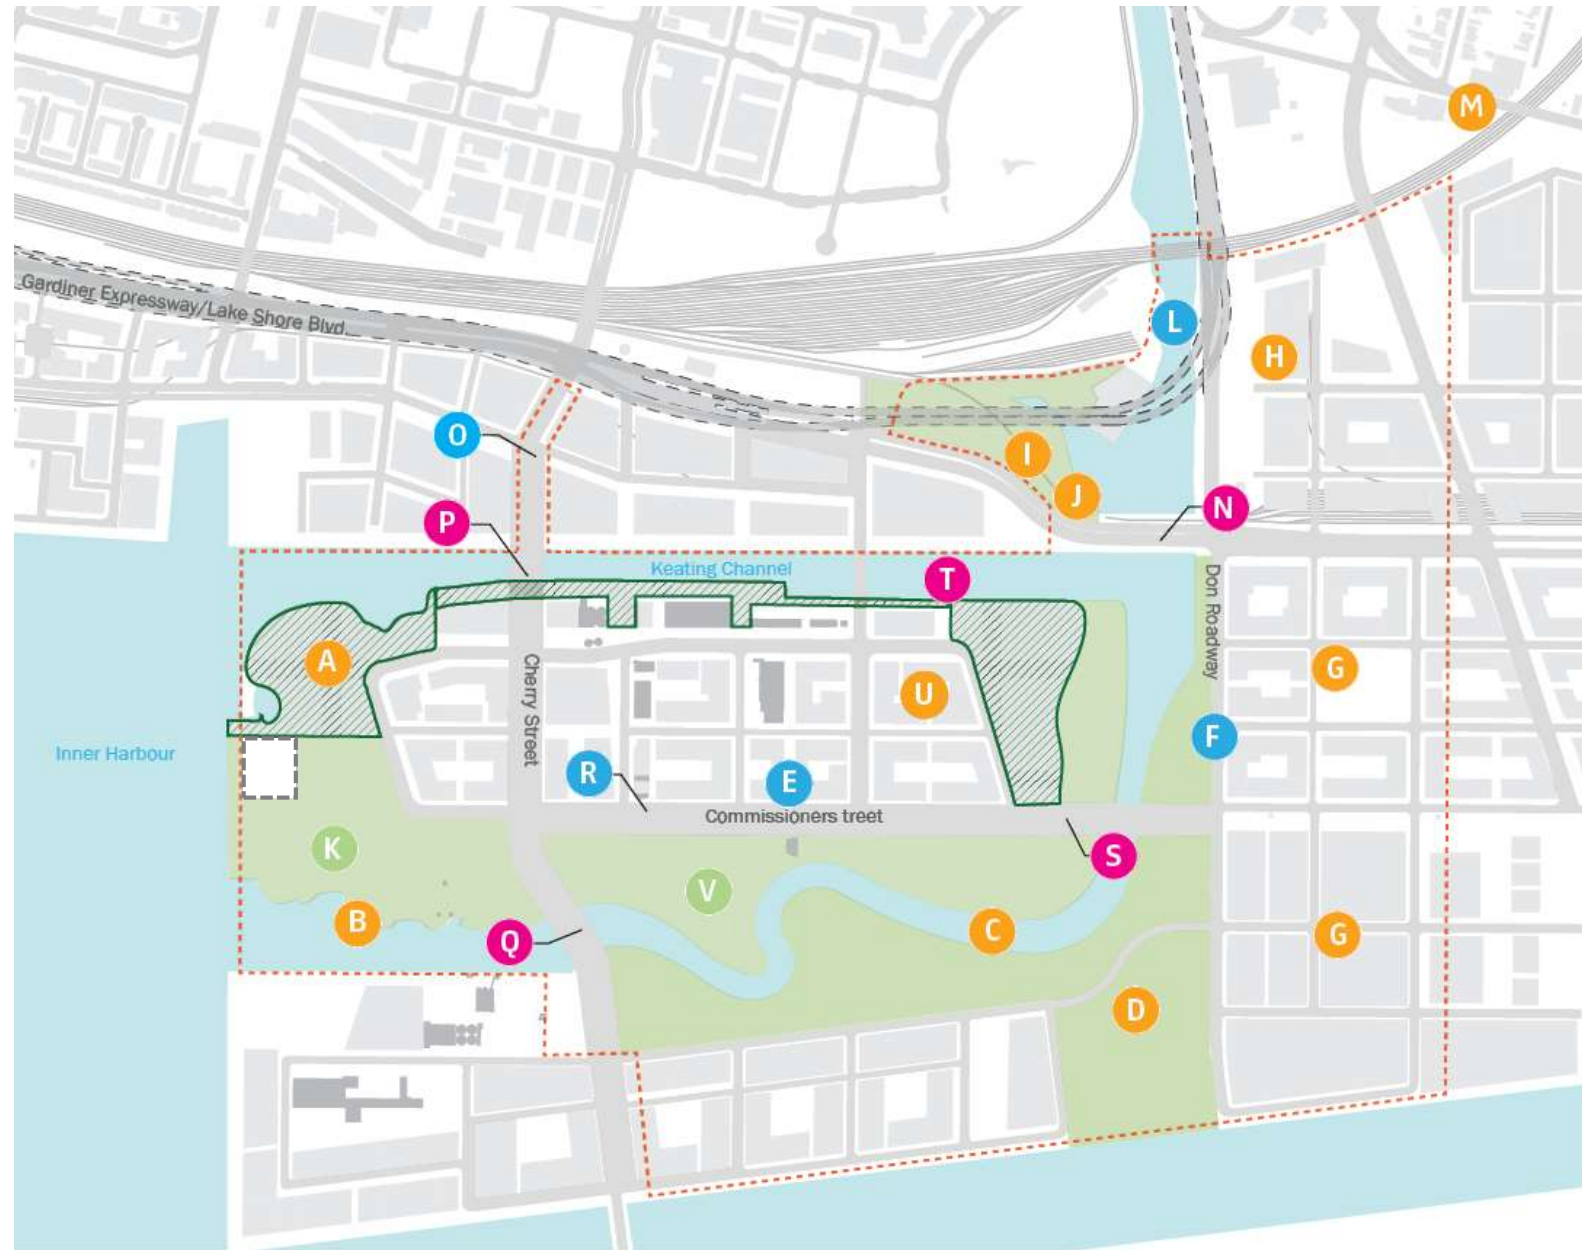 M
Gardiner Expressway/Lake Shore Blvd
L
H
O
I
J
P
N
Keating Channel
T
Don Roadway
A
Cherry Street
U
G
Inner Harbour
F
R
E
Commissioners treet
K
S
V
B
Q
C
G
D